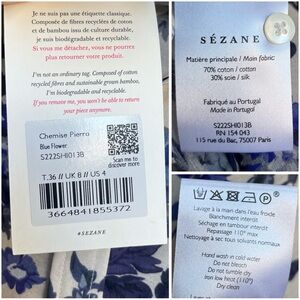 Je ne suis pas une étiquette classique.
Composée de fibres recyclées de coton
et de bambou issu de culture durable,
je suis biodégradable et recyclable.
Si vous me détachez, vous ne pourrez
plus retourner votre produit.
I'm not an ordinary tag. Composed of cotton
recycled fibres and sustainable grown bamboo,
I'm biodegradable and recyclable.
If you remove me, you won't be able to return
your piece anymore.
Chemise Pierro
Blue Flower
S222SHI013B
Scan me to
discover more
T.36 // UK 8 // US 4
3664841855372
#SEZANE
SÉZANE
Matière principale / Main fabric
70% coton / cotton
30% soie / silk
Fabriqué au Portugal
Made in Portugal
S222SHI013B
RN 154 043
115 rue du Bac, 75007 Paris
Lavage à la main dans l'eau froide
Blanchiment interdit
Séchage en tambour interdit
Repassage 110° max
Nettoyage à sec tous solvants normaux
Hand wash in cold water
Do not bleach
Do not tumble dry
Iron low heat (110°)
Dry clean